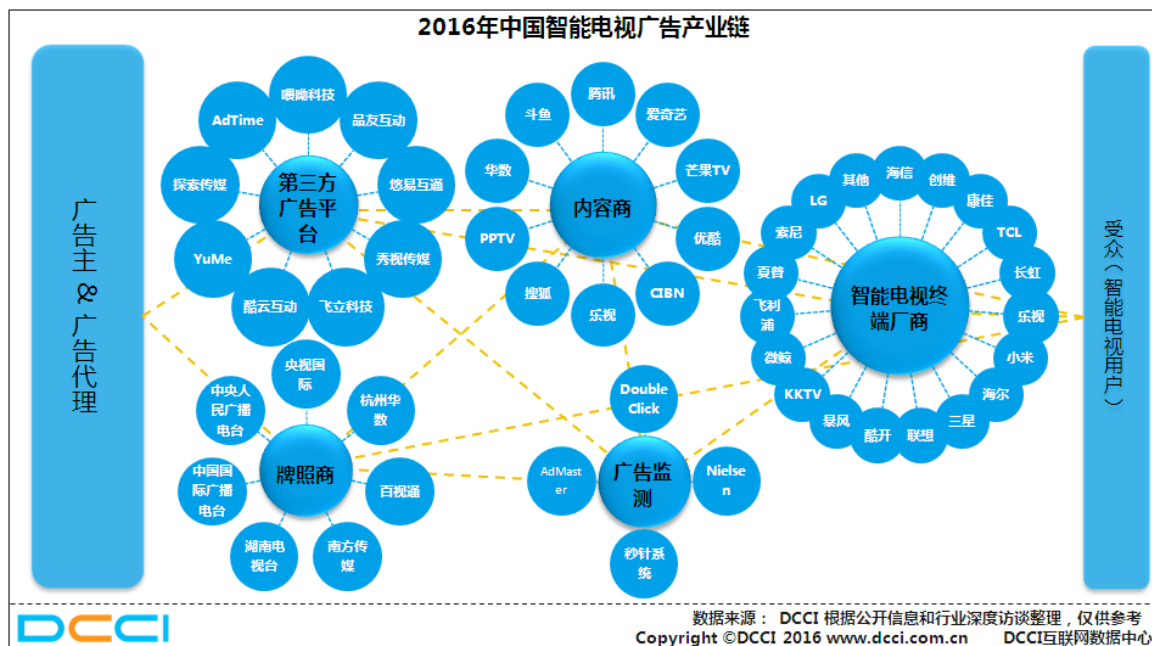 2016年中国智能电视广告产业链
广告主 & 广告代理
第三方
广告平
台
喂呦科技
品友互动
悠易互通
秀视传媒
飞立科技
酷云互动
YuMe
探索传媒
AdTime
内容商
腾讯
爱奇艺
芒果TV
优酷
CIBN
乐视
搜狐
PPTV
华数
斗鱼
智能电视终
端厂商
海信
创维
康佳
TCL
长虹
乐视
小米
海尔
三星
联想
酷开
暴风
KKTV
微鲸
飞利
浦
夏普
索尼
LG
其他
牌照商
央视国
际
杭州华
数
百视通
南方传
媒
湖南电
视台
中国国
际广播
电台
中央人
民广播
电台
广告监
测
Double
Click
Nielse
n
秒针系
统
AdMast
er
受众（智能电视用户）
DCCI
数据来源： DCCI 根据公开信息和行业深度访谈整理，仅供参考
Copyright ©DCCI 2016 www.dcci.com.cn DCCI互联网数据中心